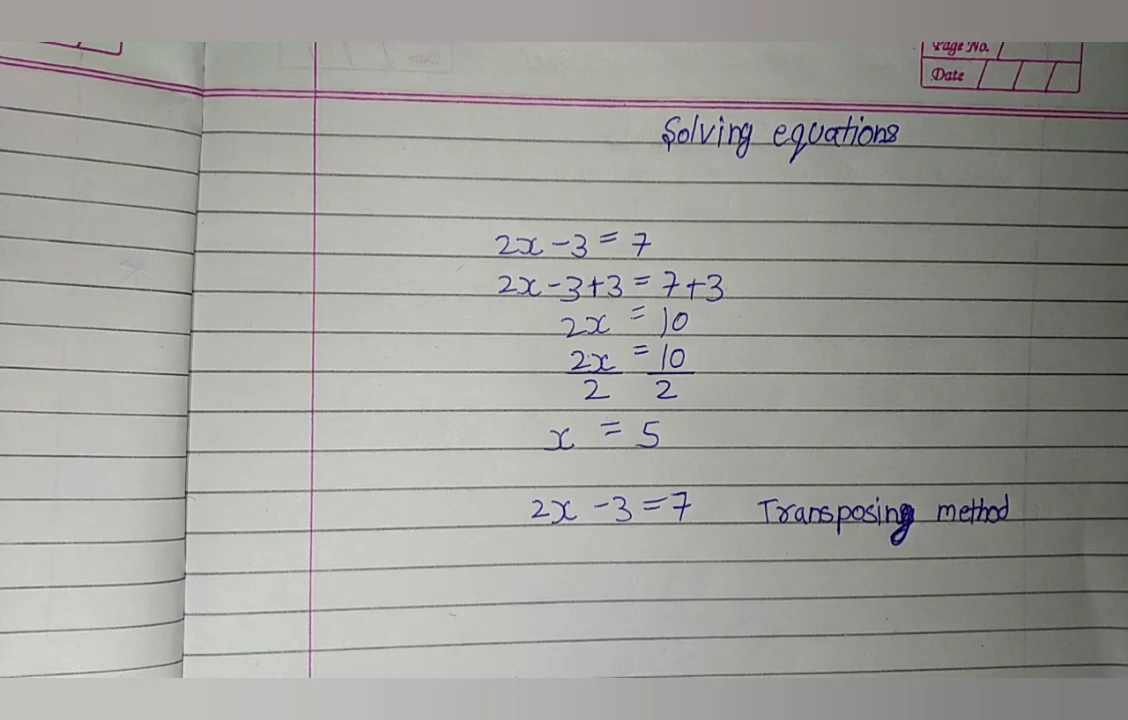 Page No.
Date
Solving equations
2x - 3 = 7
2x - 3 + 3 = 7 + 3
2x = 10
2x = 10
2 2
x = 5
2x - 3 = 7 Transposing method